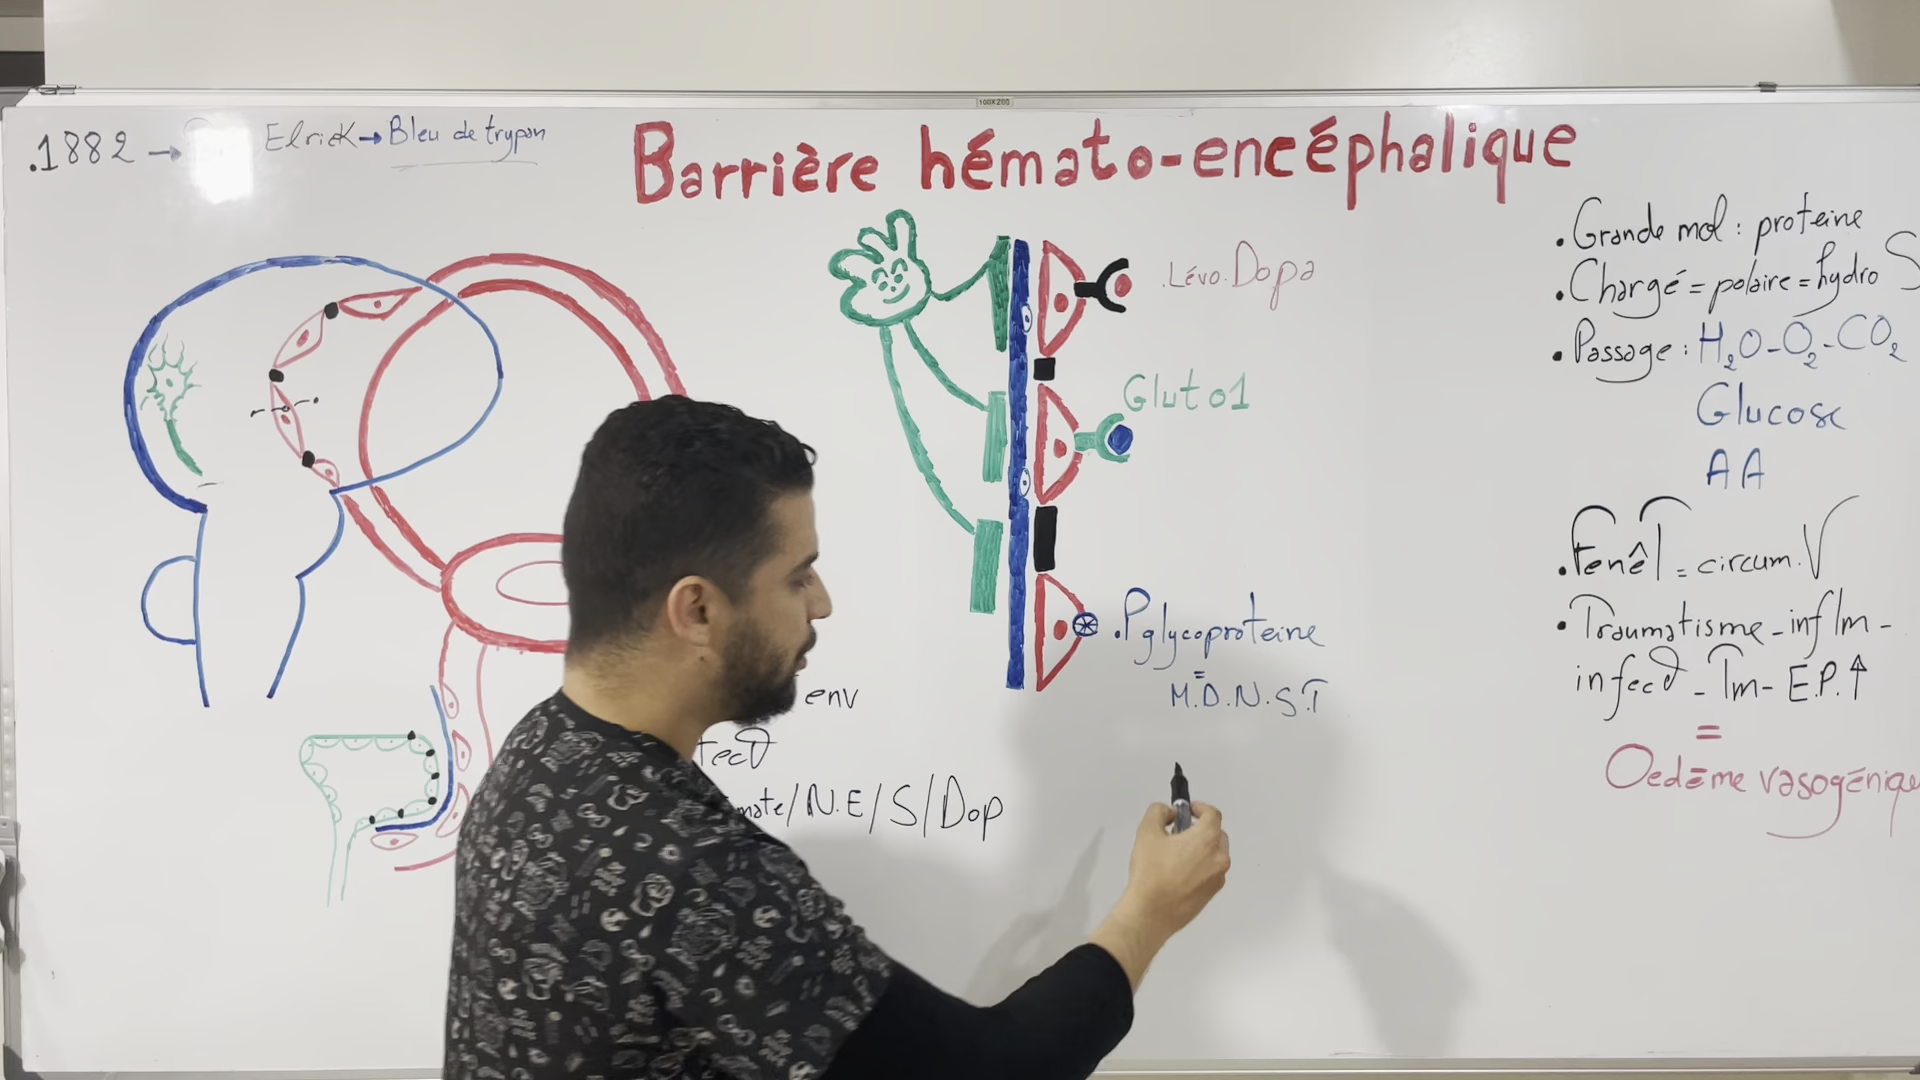 100X200
.1882 → Elrick → Bleu de trypan
Barrière hémato-encéphalique
.Lévo.Dopa
Gluto1
.Pglycoproteine
=
M.D.N.S.T
env
mate/N.E/S/Dop
.Grande mol : proteine
.Chargé = polaire = hydro S
.Passage : H2O-O2-CO2
Glucose
AA
.FenêT = circum.V
.Traumatisme-inflm-
infect-Tm-E.P.↑
=
Oedème vasogénique